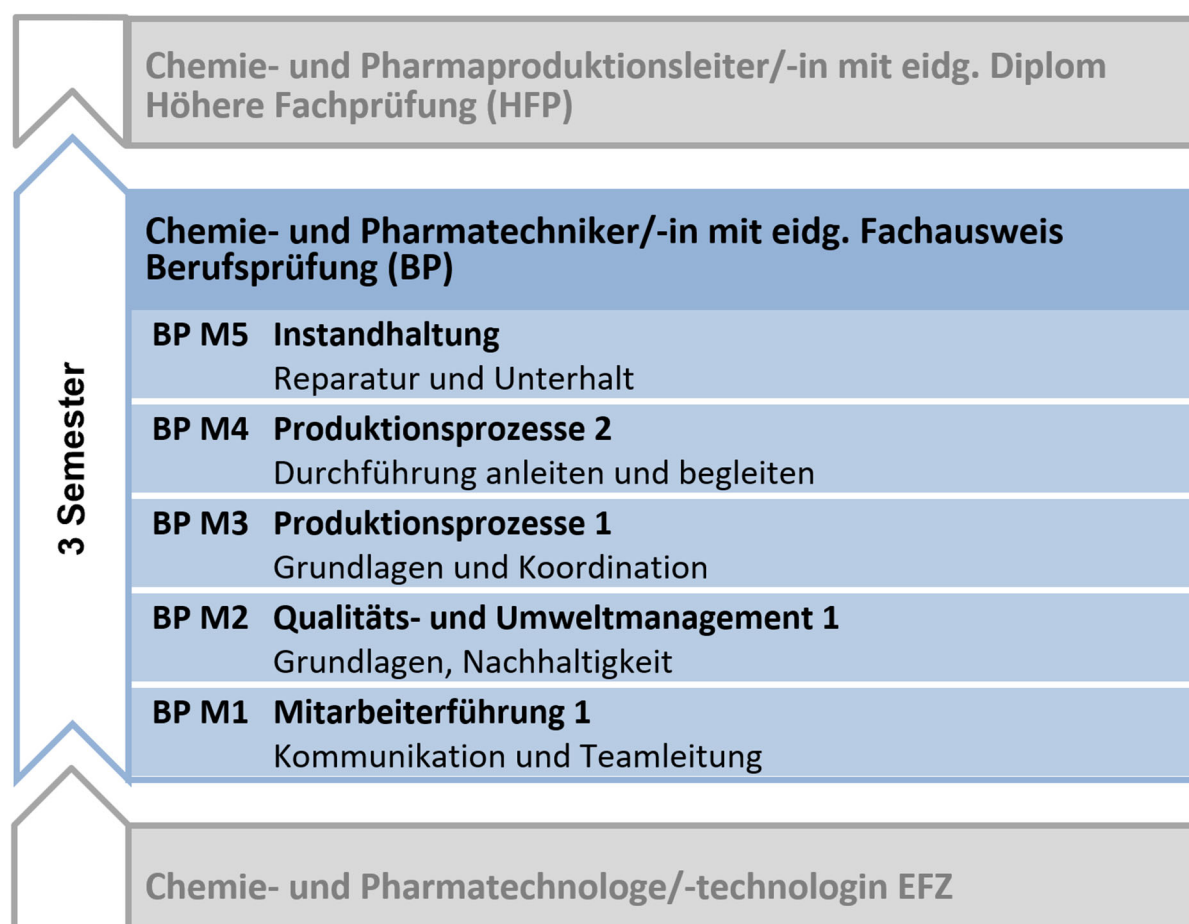 Chemie- und Pharmaproduktionsleiter/-in mit eidg. Diplom
Höhere Fachprüfung (HFP)
3 Semester
Chemie- und Pharmatechniker/-in mit eidg. Fachausweis
Berufsprüfung (BP)
BP M5 Instandhaltung
Reparatur und Unterhalt
BP M4 Produktionsprozesse 2
Durchführung anleiten und begleiten
BP M3 Produktionsprozesse 1
Grundlagen und Koordination
BP M2 Qualitäts- und Umweltmanagement 1
Grundlagen, Nachhaltigkeit
BP M1 Mitarbeiterführung 1
Kommunikation und Teamleitung
Chemie- und Pharmatechnologe/-technologin EFZ